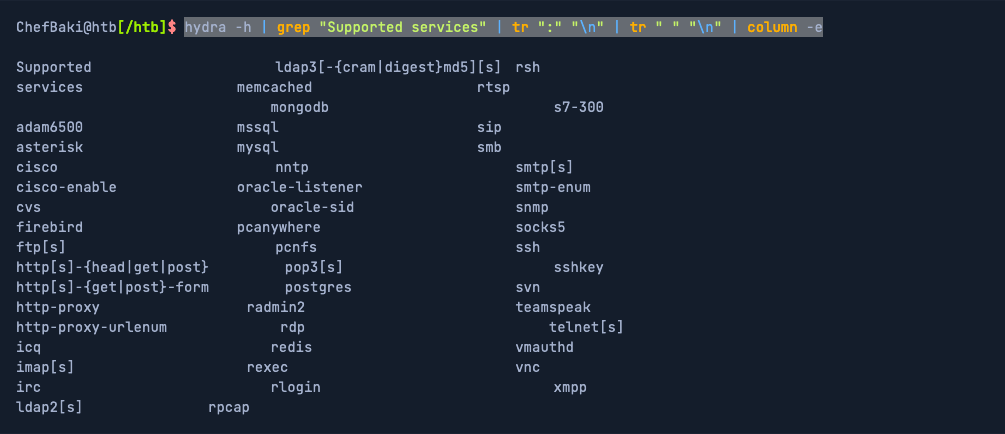 ChefBaki@htb[/htb]$ hydra -h | grep "Supported services" | tr ":" "\n" | tr " " "\n" | column -e
Supported ldap3[-{cram|digest}md5][s] rsh
services memcached rtsp
mongodb s7-300
adam6500 mssql sip
asterisk mysql smb
cisco nntp smtp[s]
cisco-enable oracle-listener smtp-enum
cvs oracle-sid snmp
firebird pcanywhere socks5
ftp[s] pcnfs ssh
http[s]-{head|get|post} pop3[s] sshkey
http[s]-{get|post}-form postgres svn
http-proxy radmin2 teamspeak
http-proxy-urlenum rdp telnet[s]
icq redis vmauthd
imap[s] rexec vnc
irc rlogin xmpp
ldap2[s] rpcap